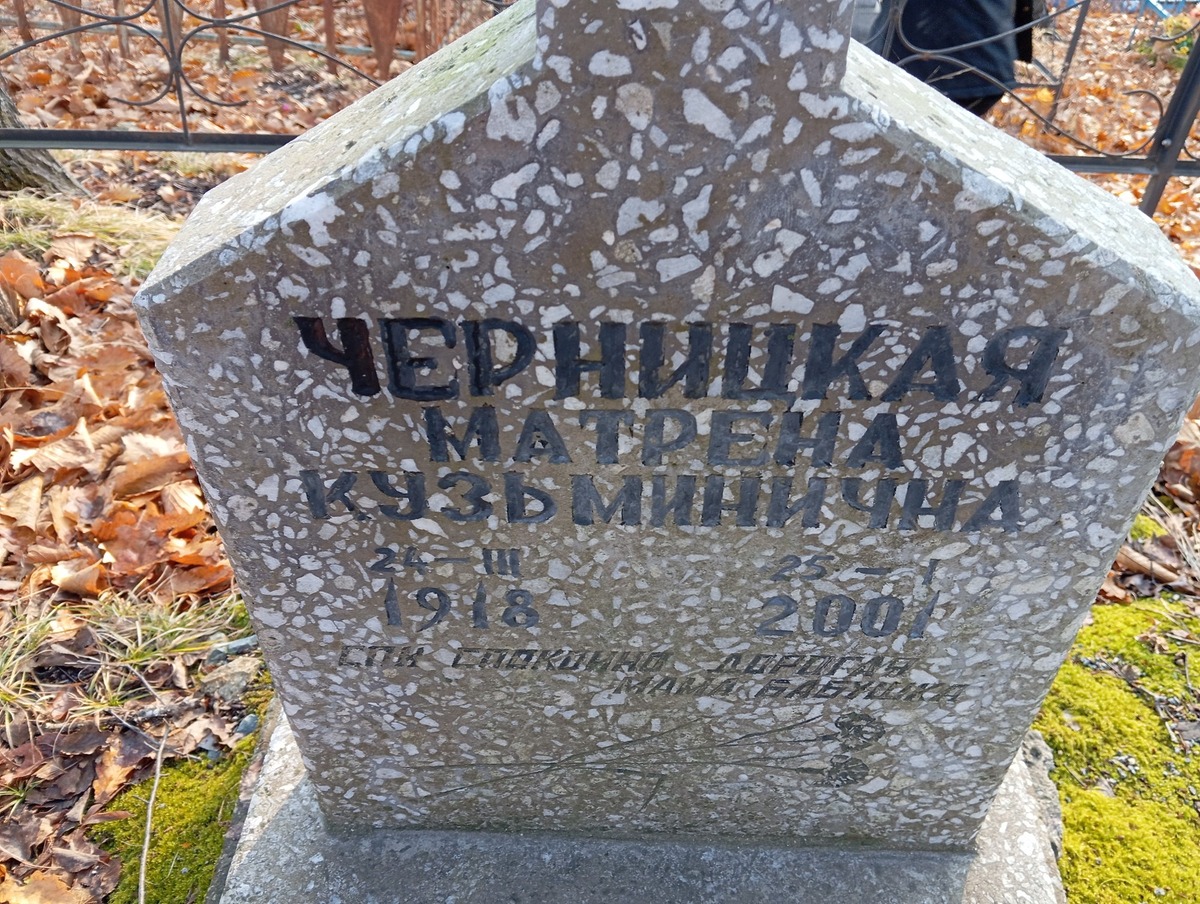 ЧЕРНИЦКАЯ
МАТРЕНА
КУЗЬМИНИЧНА
24 — III 25 — I
1918 2001
СПИ СПОКОЙНО ДОРОГАЯ
МАМА БАБУШКА